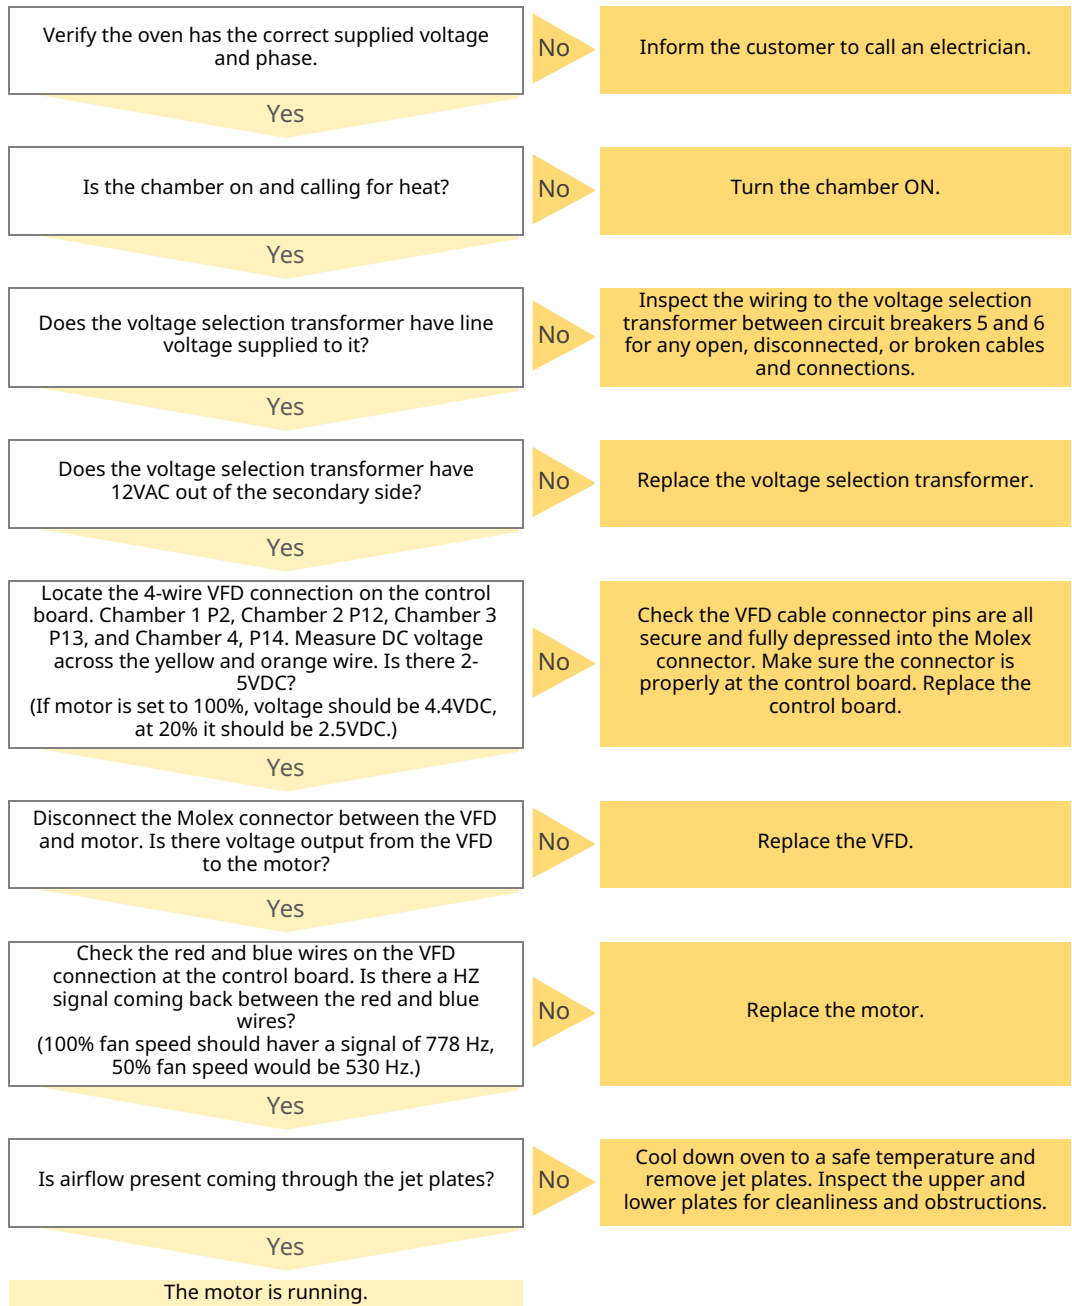 Verify the oven has the correct supplied voltage
and phase.
No
Inform the customer to call an electrician.
Yes
Is the chamber on and calling for heat?
No
Turn the chamber ON.
Yes
Does the voltage selection transformer have line
voltage supplied to it?
No
Inspect the wiring to the voltage selection
transformer between circuit breakers 5 and 6
for any open, disconnected, or broken cables
and connections.
Yes
Does the voltage selection transformer have
12VAC out of the secondary side?
No
Replace the voltage selection transformer.
Yes
Locate the 4-wire VFD connection on the control
board. Chamber 1 P2, Chamber 2 P12, Chamber 3
P13, and Chamber 4, P14. Measure DC voltage
across the yellow and orange wire. Is there 2-
5VDC?
(If motor is set to 100%, voltage should be 4.4VDC,
at 20% it should be 2.5VDC.)
No
Check the VFD cable connector pins are all
secure and fully depressed into the Molex
connector. Make sure the connector is
properly at the control board. Replace the
control board.
Yes
Disconnect the Molex connector between the VFD
and motor. Is there voltage output from the VFD
to the motor?
No
Replace the VFD.
Yes
Check the red and blue wires on the VFD
connection at the control board. Is there a HZ
signal coming back between the red and blue
wires?
(100% fan speed should haver a signal of 778 Hz,
50% fan speed would be 530 Hz.)
No
Replace the motor.
Yes
Is airflow present coming through the jet plates?
No
Cool down oven to a safe temperature and
remove jet plates. Inspect the upper and
lower plates for cleanliness and obstructions.
Yes
The motor is running.